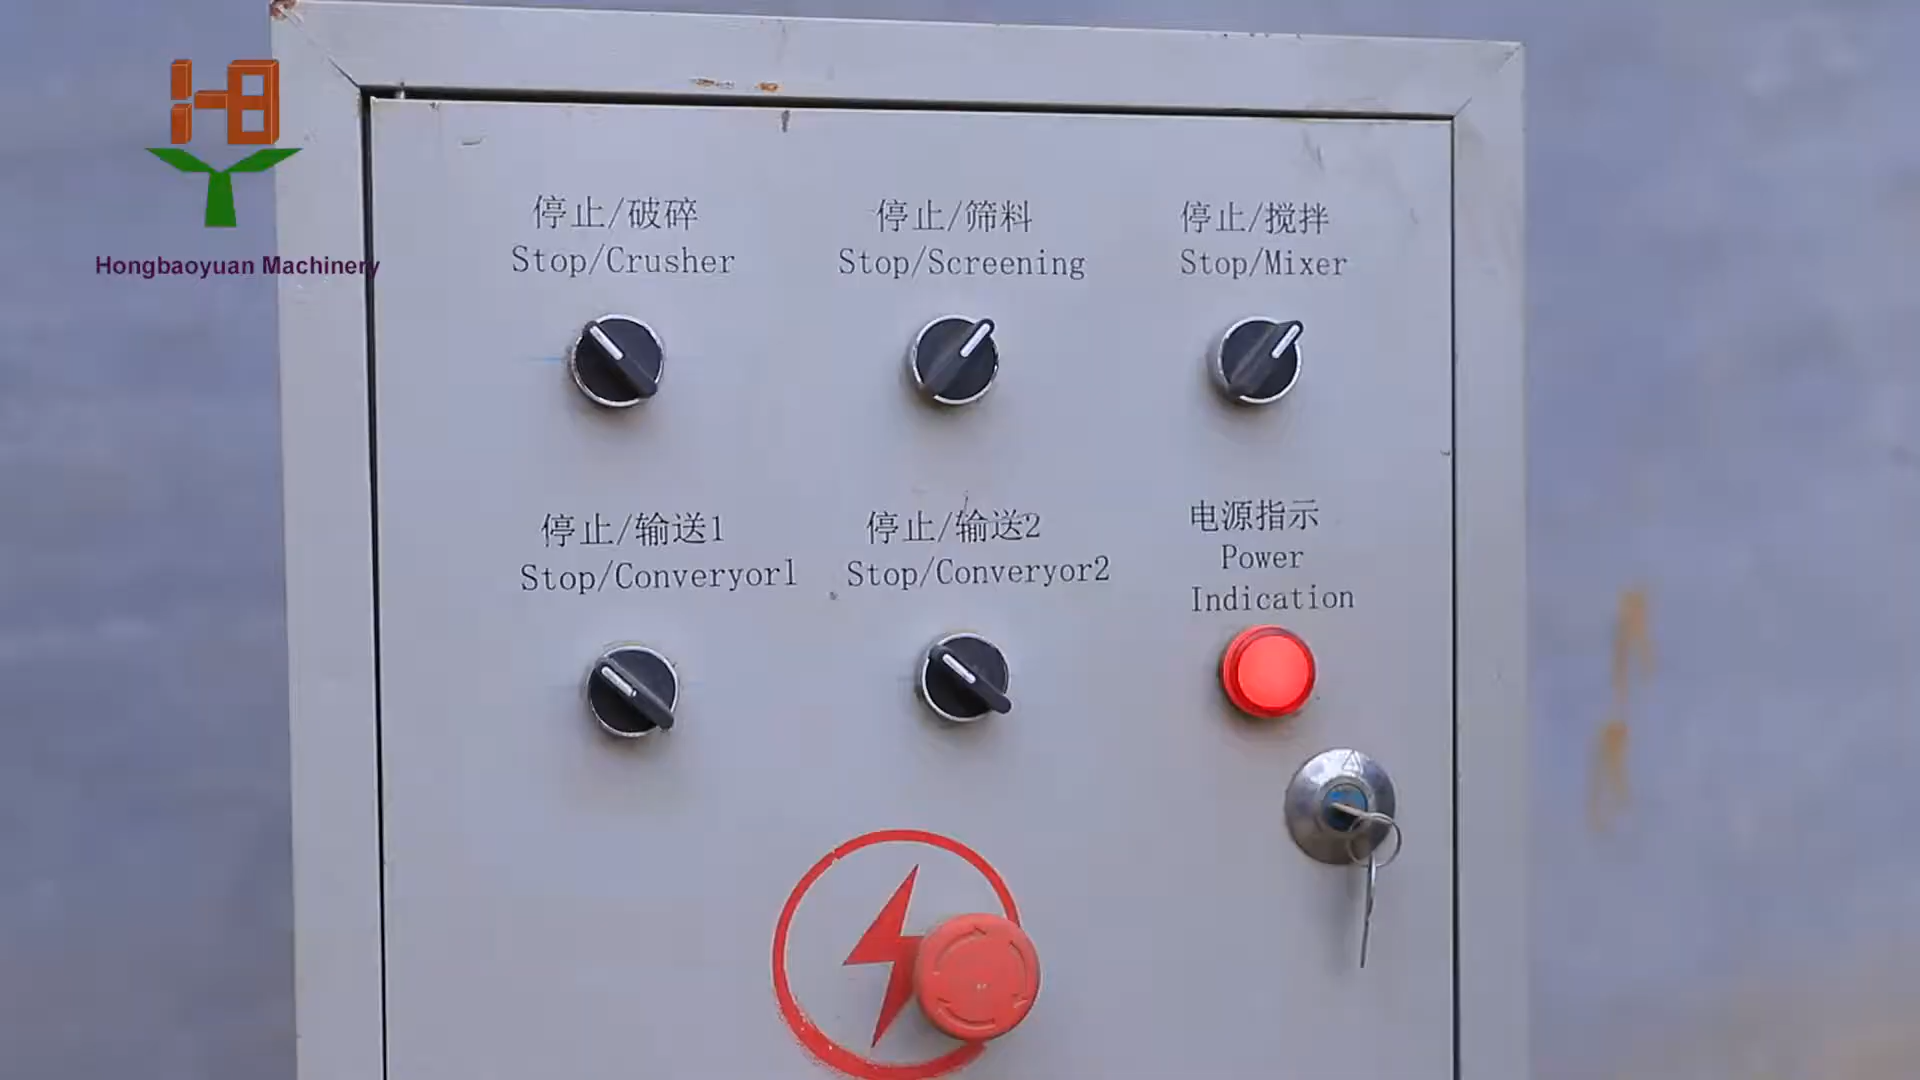 HB
Hongbaoyuan Machinery
停止/破碎
Stop/Crusher
停止/筛料
Stop/Screening
停止/搅拌
Stop/Mixer
停止/输送1
Stop/Converyor1
停止/输送2
Stop/Converyor2
电源指示
Power
Indication